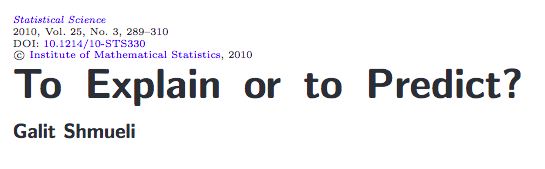 Statistical Science
2010, Vol. 25, No. 3, 289–310
DOI: 10.1214/10-STS330
© Institute of Mathematical Statistics, 2010
To Explain or to Predict?
Galit Shmueli